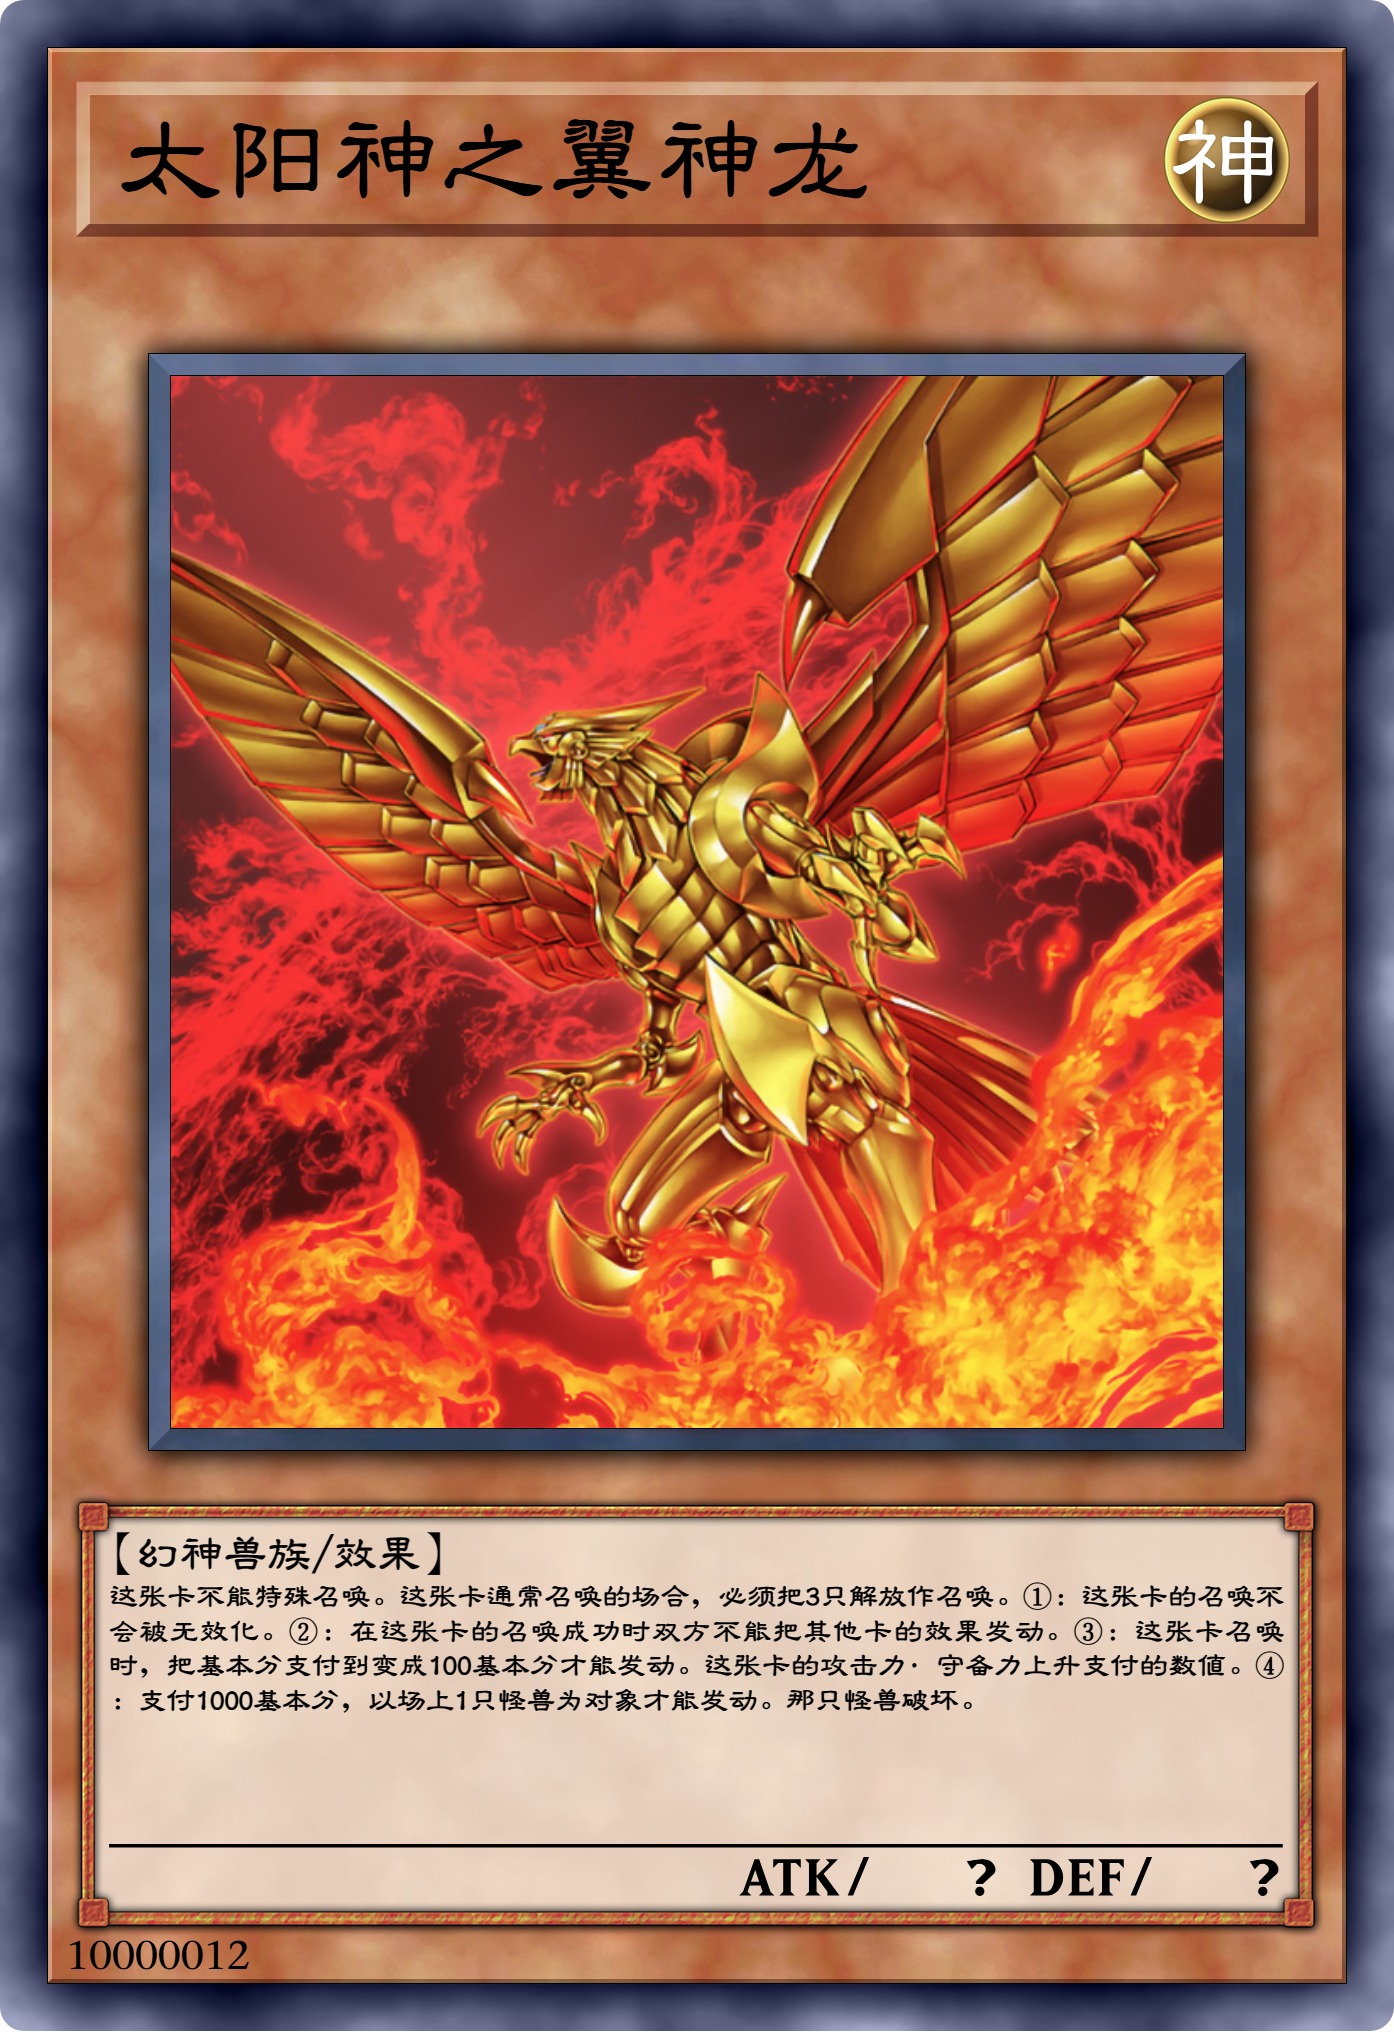 太阳神之翼神龙
神
【幻神兽族/效果】
这张卡不能特殊召唤。这张卡通常召唤的场合，必须把3只解放作召唤。①：这张卡的召唤不
会被无效化。②：在这张卡的召唤成功时双方不能把其他卡的效果发动。③：这张卡召唤
时，把基本分支付到变成100基本分才能发动。这张卡的攻击力·守备力上升支付的数值。④
：支付1000基本分，以场上1只怪兽为对象才能发动。那只怪兽破坏。
ATK/ ? DEF/ ?
10000012